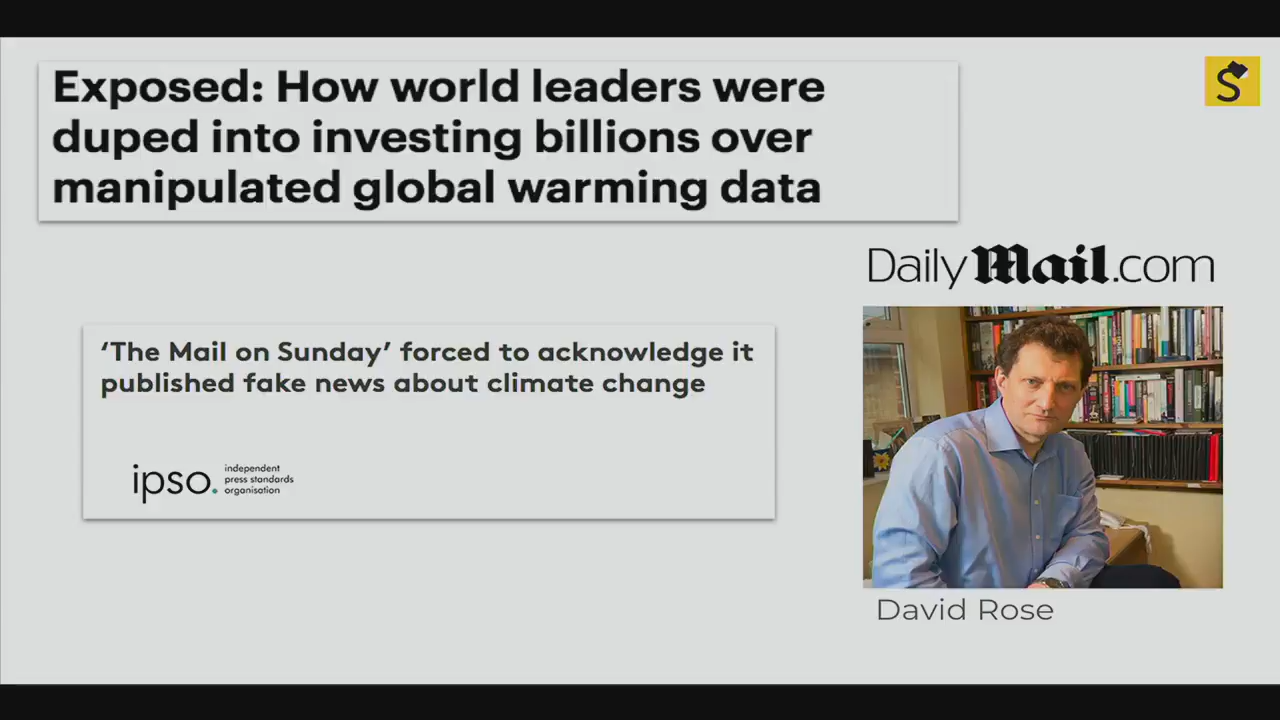 Exposed: How world leaders were
duped into investing billions over
manipulated global warming data
S
DailyMail.com
‘The Mail on Sunday’ forced to acknowledge it
published fake news about climate change
ipso.
independent
press standards
organisation
David Rose